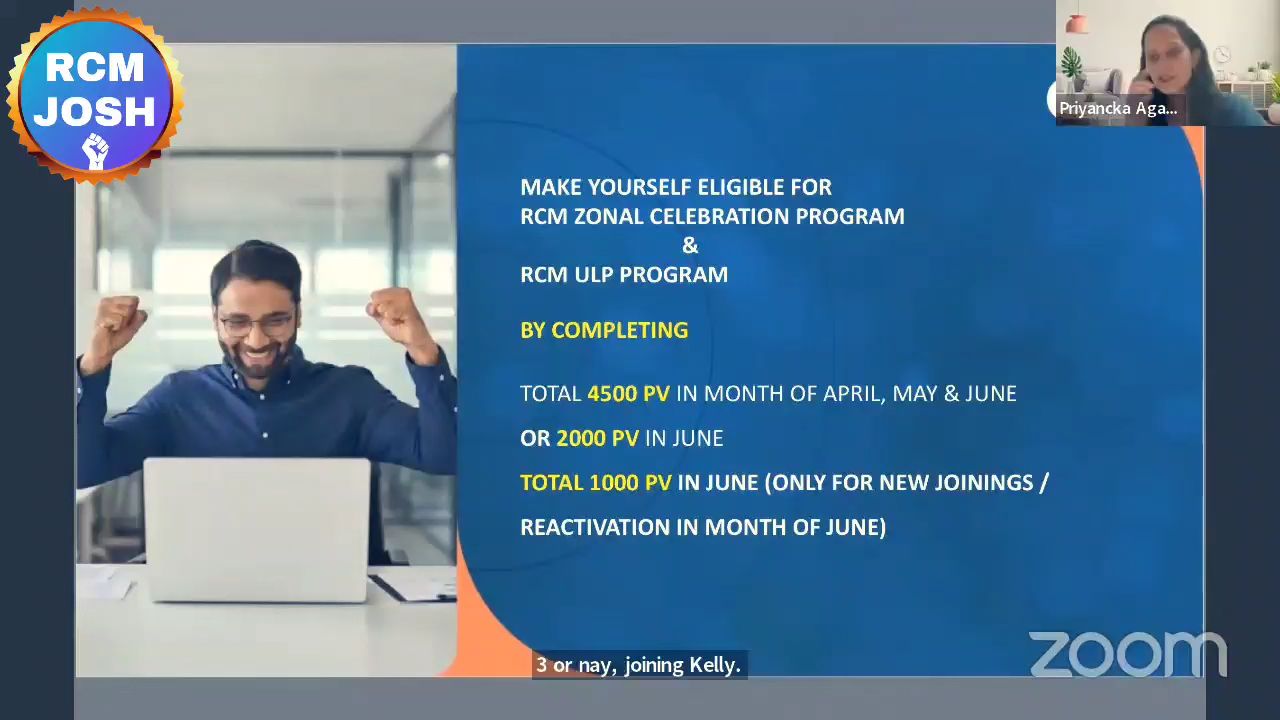 RCM
JOSH
Priyancka Aga...
MAKE YOURSELF ELIGIBLE FOR
RCM ZONAL CELEBRATION PROGRAM
&
RCM ULP PROGRAM
BY COMPLETING
TOTAL 4500 PV IN MONTH OF APRIL, MAY & JUNE
OR 2000 PV IN JUNE
TOTAL 1000 PV IN JUNE (ONLY FOR NEW JOININGS /
REACTIVATION IN MONTH OF JUNE)
3 or nay, joining Kelly.
zoom